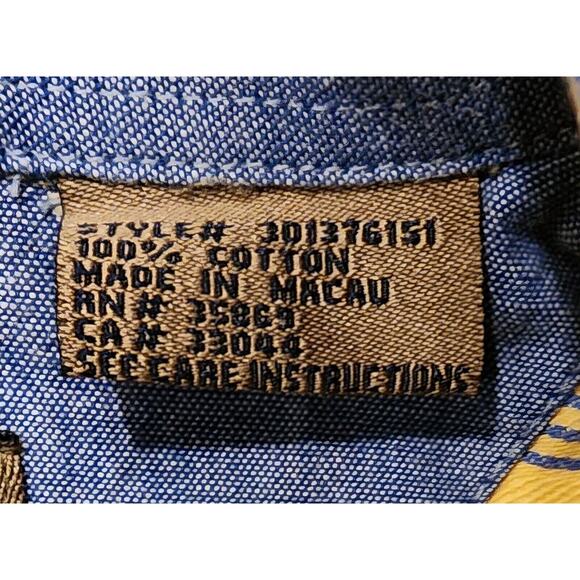 STYLE# 301376151
100% COTTON
MADE IN MACAU
RN# 35869
CA# 33044
SEE CARE INSTRUCTIONS